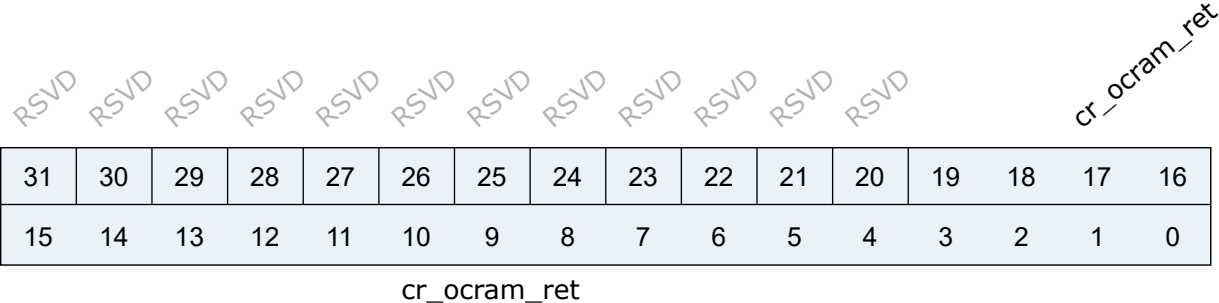 RSVD RSVD RSVD RSVD RSVD RSVD RSVD RSVD RSVD RSVD RSVD RSVD cr_ocram_ret
31 30 29 28 27 26 25 24 23 22 21 20 19 18 17 16
15 14 13 12 11 10 9 8 7 6 5 4 3 2 1 0
cr_ocram_ret